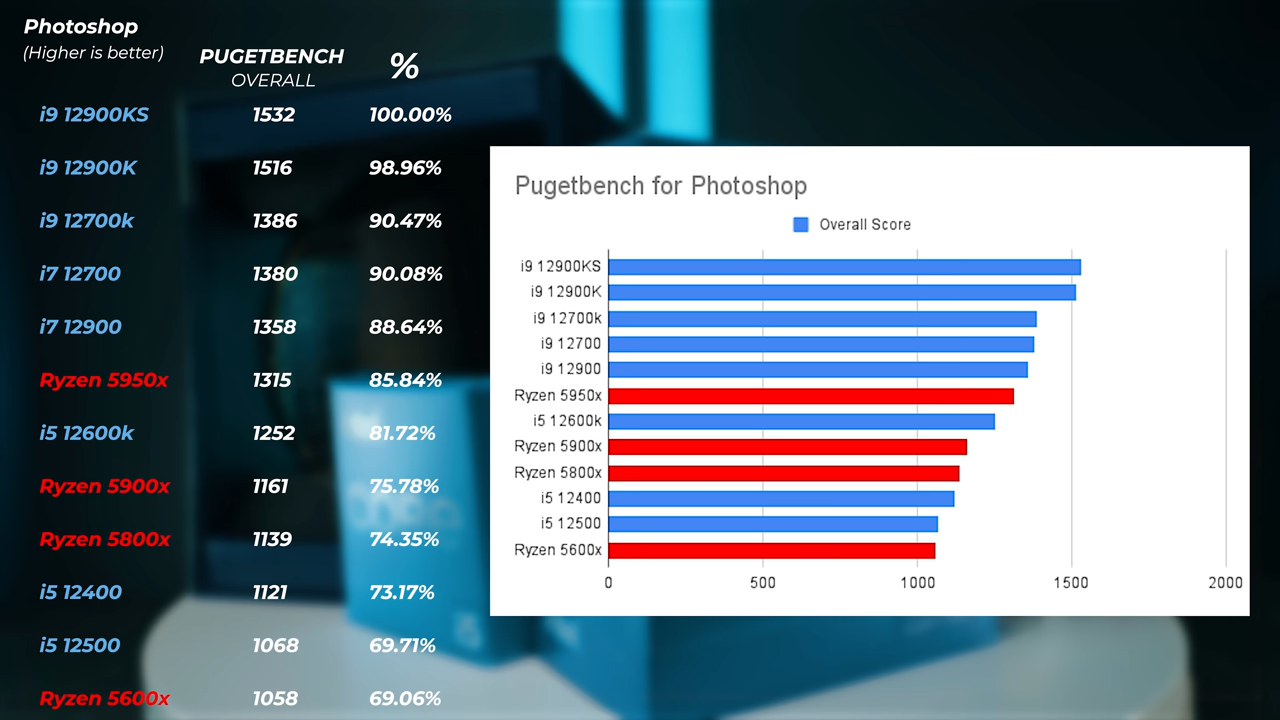 Photoshop
(Higher is better)
PUGETBENCH
OVERALL
%
i9 12900KS 1532 100.00%
i9 12900K 1516 98.96%
i9 12700k 1386 90.47%
i7 12700 1380 90.08%
i7 12900 1358 88.64%
Ryzen 5950x 1315 85.84%
i5 12600k 1252 81.72%
Ryzen 5900x 1161 75.78%
Ryzen 5800x 1139 74.35%
i5 12400 1121 73.17%
i5 12500 1068 69.71%
Ryzen 5600x 1058 69.06%
Pugetbench for Photoshop
Overall Score
i9 12900KS
i9 12900K
i9 12700k
i9 12700
i9 12900
Ryzen 5950x
i5 12600k
Ryzen 5900x
Ryzen 5800x
i5 12400
i5 12500
Ryzen 5600x
0 500 1000 1500 2000